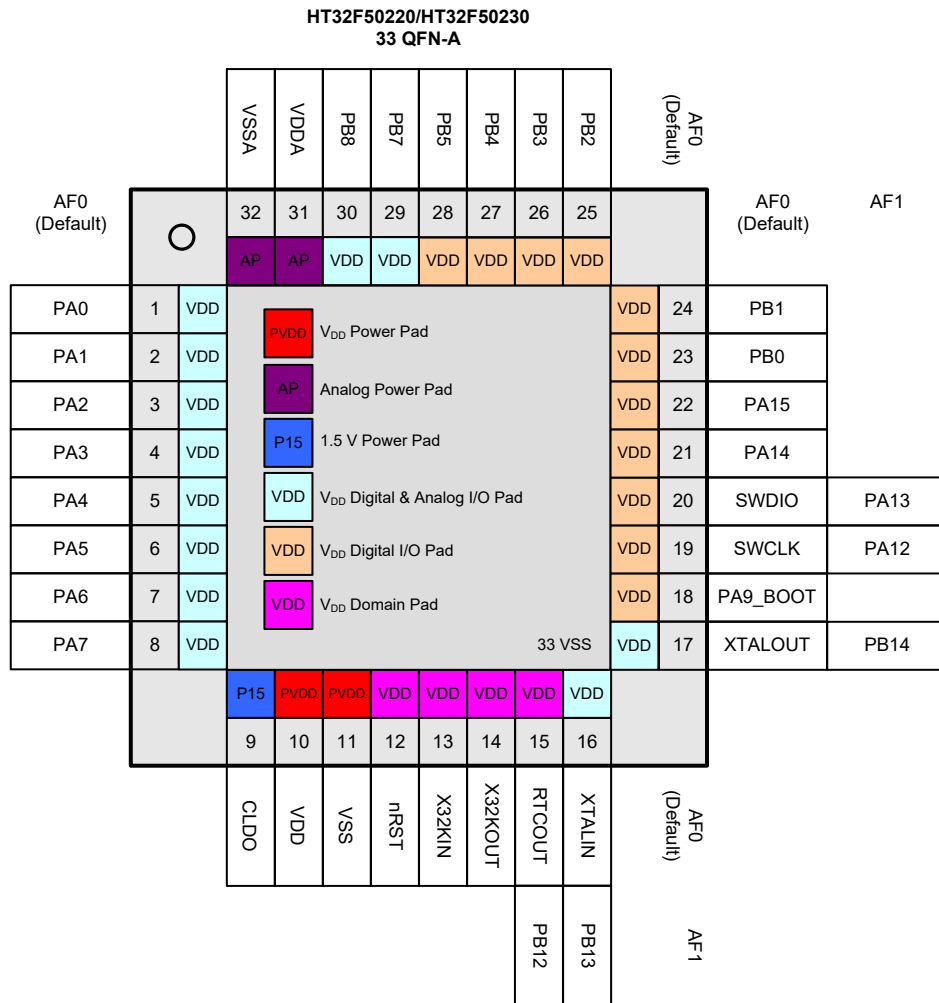 HT32F50220/HT32F50230
33 QFN-A
VSSA
VDDA
PB8
PB7
PB5
PB4
PB3
PB2
AF0
(Default)
AF0
(Default)
32 31 30 29 28 27 26 25
AF0
(Default)
AF1
AP AP VDD VDD VDD VDD VDD VDD
PA0 1 VDD
VDD 24 PB1
PVDD VDD Power Pad
PA1 2 VDD
VDD 23 PB0
AP Analog Power Pad
PA2 3 VDD
VDD 22 PA15
P15 1.5 V Power Pad
PA3 4 VDD
VDD 21 PA14
VDD VDD Digital & Analog I/O Pad
PA4 5 VDD
VDD 20 SWDIO PA13
VDD VDD Digital I/O Pad
PA5 6 VDD
VDD 19 SWCLK PA12
VDD VDD Domain Pad
PA6 7 VDD
VDD 18 PA9_BOOT
PA7 8 VDD
33 VSS
VDD 17 XTALOUT PB14
P15 PVDD PVDD VDD VDD VDD VDD VDD
9 10 11 12 13 14 15 16
CLDO
VDD
VSS
nRST
X32KIN
X32KOUT
RTCOUT
XTALIN
AF0
(Default)
PB12
PB13
AF1